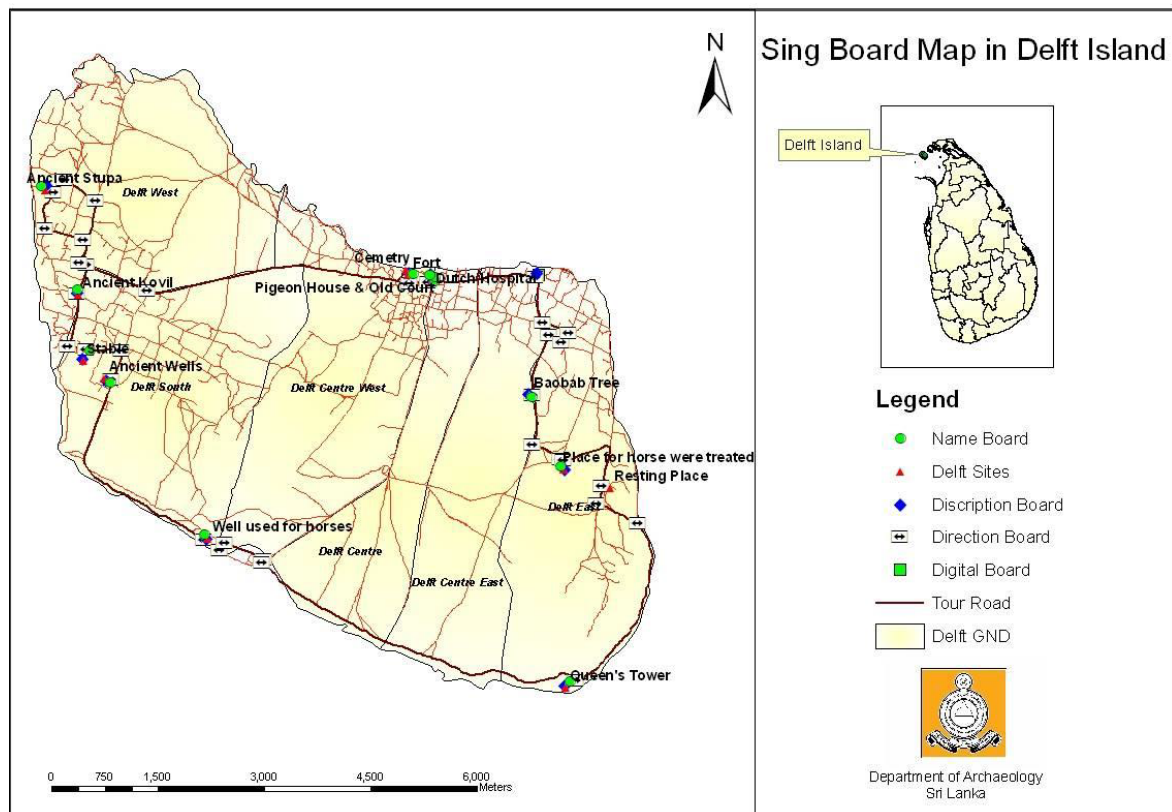 Sing Board Map in Delft Island
N
Delft Island
Ancient Stupa
Delft West
Cemetry
Fort
Dutch Hospital
Pigeon House & Old Court
Ancient Kovil
Stable
Ancient Wells
Delft South
Delft Centre West
Baobab Tree
Place for horse were treated
Resting Place
Delft East
Well used for horses
Delft Centre
Delft Centre East
Queen's Tower
0 750 1,500 3,000 4,500 6,000
Meters
Legend
Name Board
Delft Sites
Discription Board
Direction Board
Digital Board
Tour Road
Delft GND
Department of Archaeology
Sri Lanka